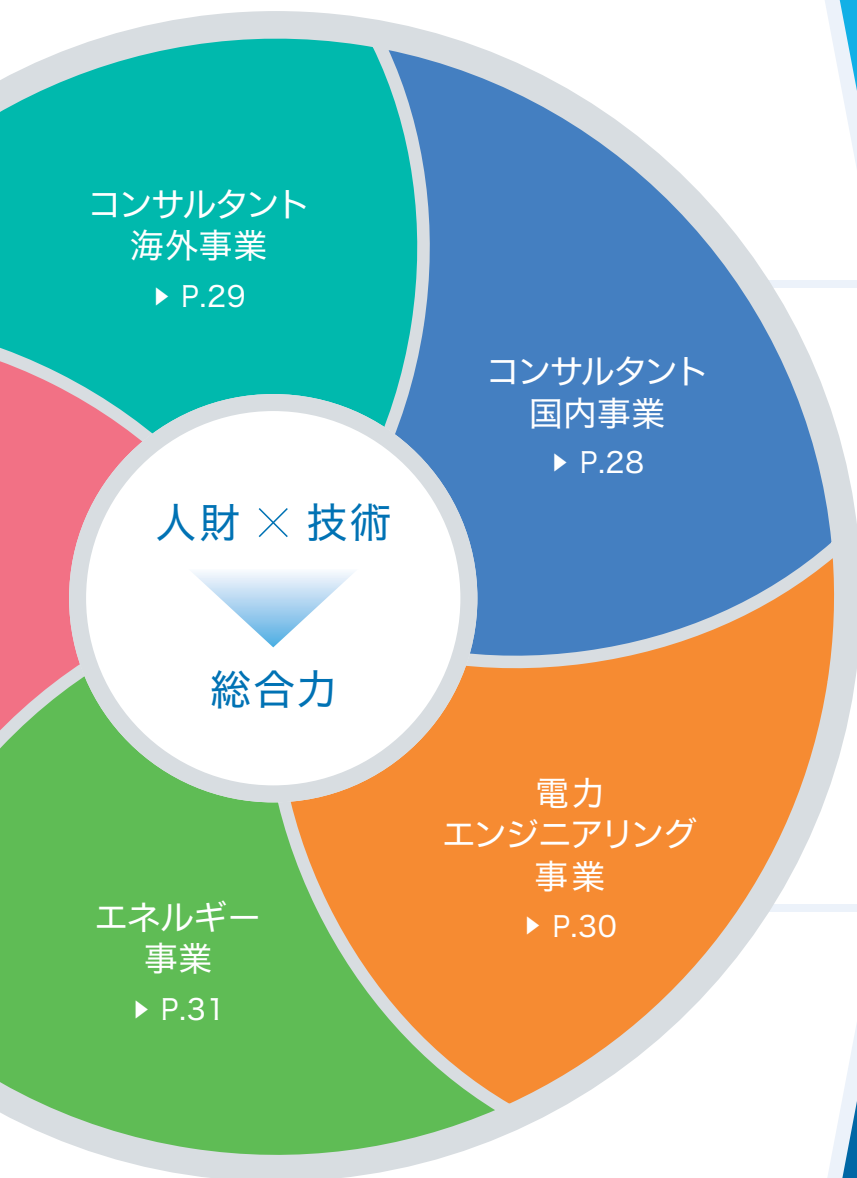 コンサルタント
海外事業
▶ P.29
コンサルタント
国内事業
▶ P.28
人財 × 技術
総合力
電力
エンジニアリング
事業
▶ P.30
エネルギー
事業
▶ P.31